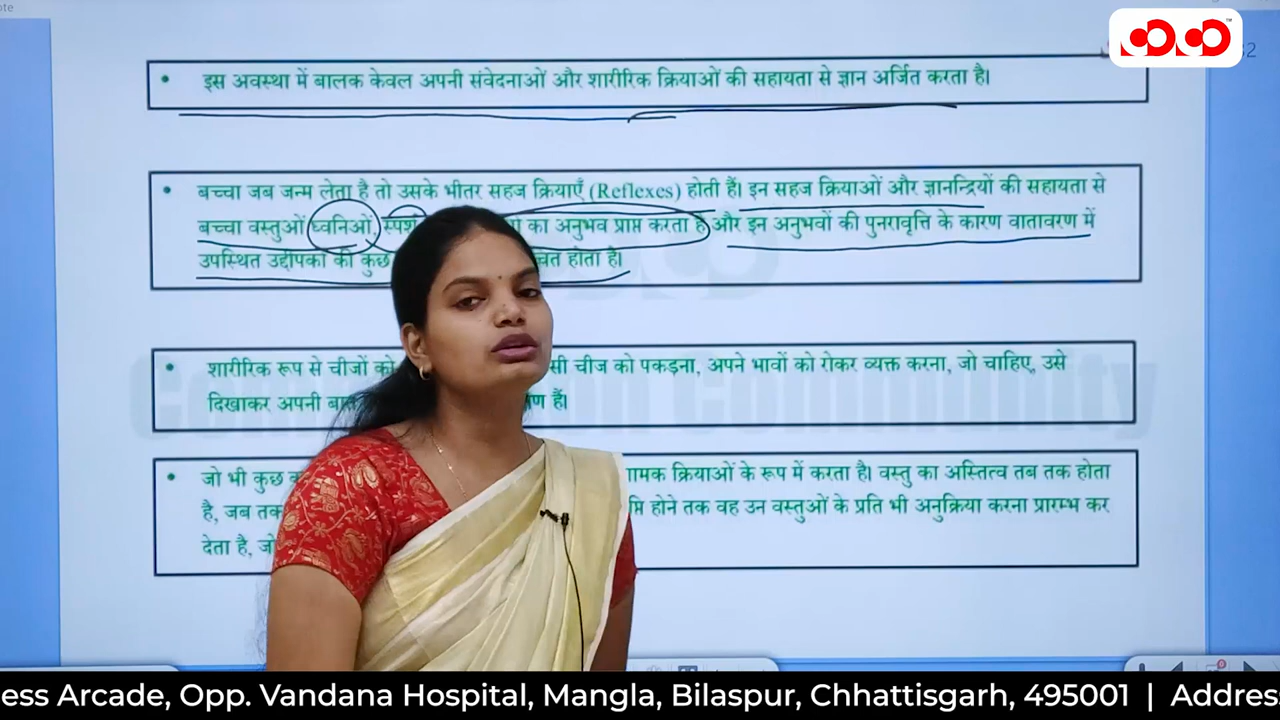 ote
इस अवस्था में बालक केवल अपनी संवेदनाओं और शारीरिक क्रियाओं की सहायता से ज्ञान अर्जित करता है।
बच्चा जब जन्म लेता है तो उसके भीतर सहज क्रियाएँ (Reflexes) होती हैं। इन सहज क्रियाओं और ज्ञानन्द्रियों की सहायता से
बच्चा वस्तुओं ध्वनिओं, स्पर्श का अनुभव प्राप्त करता है और इन अनुभवों की पुनरावृत्ति के कारण वातावरण में
उपस्थित उद्दीपकों की कुछ होता है।
शारीरिक रूप से चीजों को सी चीज को पकड़ना, अपने भावों को रोकर व्यक्त करना, जो चाहिए, उसे
दिखाकर अपनी हैं।
जो भी कुछ क्रियाओं के रूप में करता है। वस्तु का अस्तित्व तब तक होता
है, जब तक होने तक वह उन वस्तुओं के प्रति भी अनुक्रिया करना प्रारम्भ कर
देता है, जो
Community
ess Arcade, Opp. Vandana Hospital, Mangla, Bilaspur, Chhattisgarh, 495001 | Addres